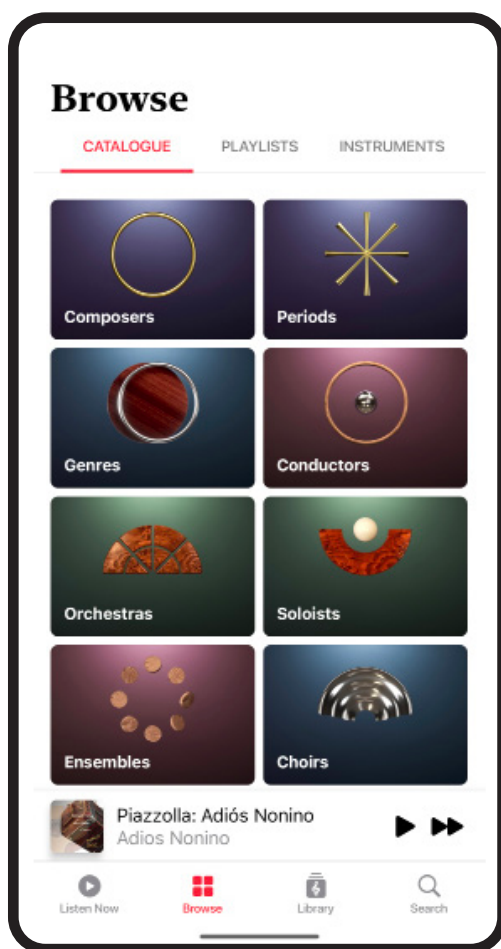 Browse
CATALOGUE PLAYLISTS INSTRUMENTS
Composers Periods
Genres Conductors
Orchestras Soloists
Ensembles Choirs
Piazzolla: Adiós Nonino
Adios Nonino
Listen Now Browse Library Search